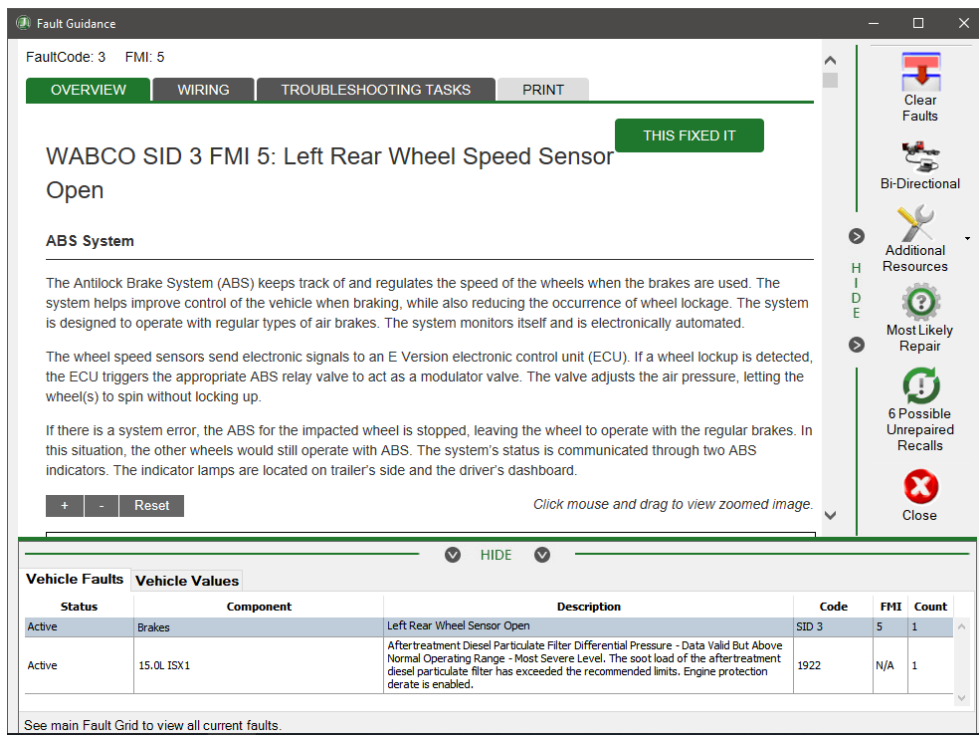 Fault Guidance
FaultCode: 3 FMI: 5
OVERVIEW WIRING TROUBLESHOOTING TASKS PRINT
THIS FIXED IT
WABCO SID 3 FMI 5: Left Rear Wheel Speed Sensor
Open
ABS System
The Antilock Brake System (ABS) keeps track of and regulates the speed of the wheels when the brakes are used. The
system helps improve control of the vehicle when braking, while also reducing the occurrence of wheel lockage. The system
is designed to operate with regular types of air brakes. The system monitors itself and is electronically automated.
The wheel speed sensors send electronic signals to an E Version electronic control unit (ECU). If a wheel lockup is detected,
the ECU triggers the appropriate ABS relay valve to act as a modulator valve. The valve adjusts the air pressure, letting the
wheel(s) to spin without locking up.
If there is a system error, the ABS for the impacted wheel is stopped, leaving the wheel to operate with the regular brakes. In
this situation, the other wheels would still operate with ABS. The system's status is communicated through two ABS
indicators. The indicator lamps are located on trailer's side and the driver's dashboard.
+ - Reset
Click mouse and drag to view zoomed image.
HIDE
Clear
Faults
Bi-Directional
Additional
Resources
Most Likely
Repair
6 Possible
Unrepaired
Recalls
Close
HIDE
Vehicle Faults Vehicle Values
Status Component Description Code FMI Count
Active Brakes Left Rear Wheel Sensor Open SID 3 5 1
Aftertreatment Diesel Particulate Filter Differential Pressure - Data Valid But Above
Normal Operating Range - Most Severe Level. The soot load of the aftertreatment
Active 15.0L ISX1 diesel particulate filter has exceeded the recommended limits. Engine protection 1922 N/A 1
derate is enabled.
See main Fault Grid to view all current faults.